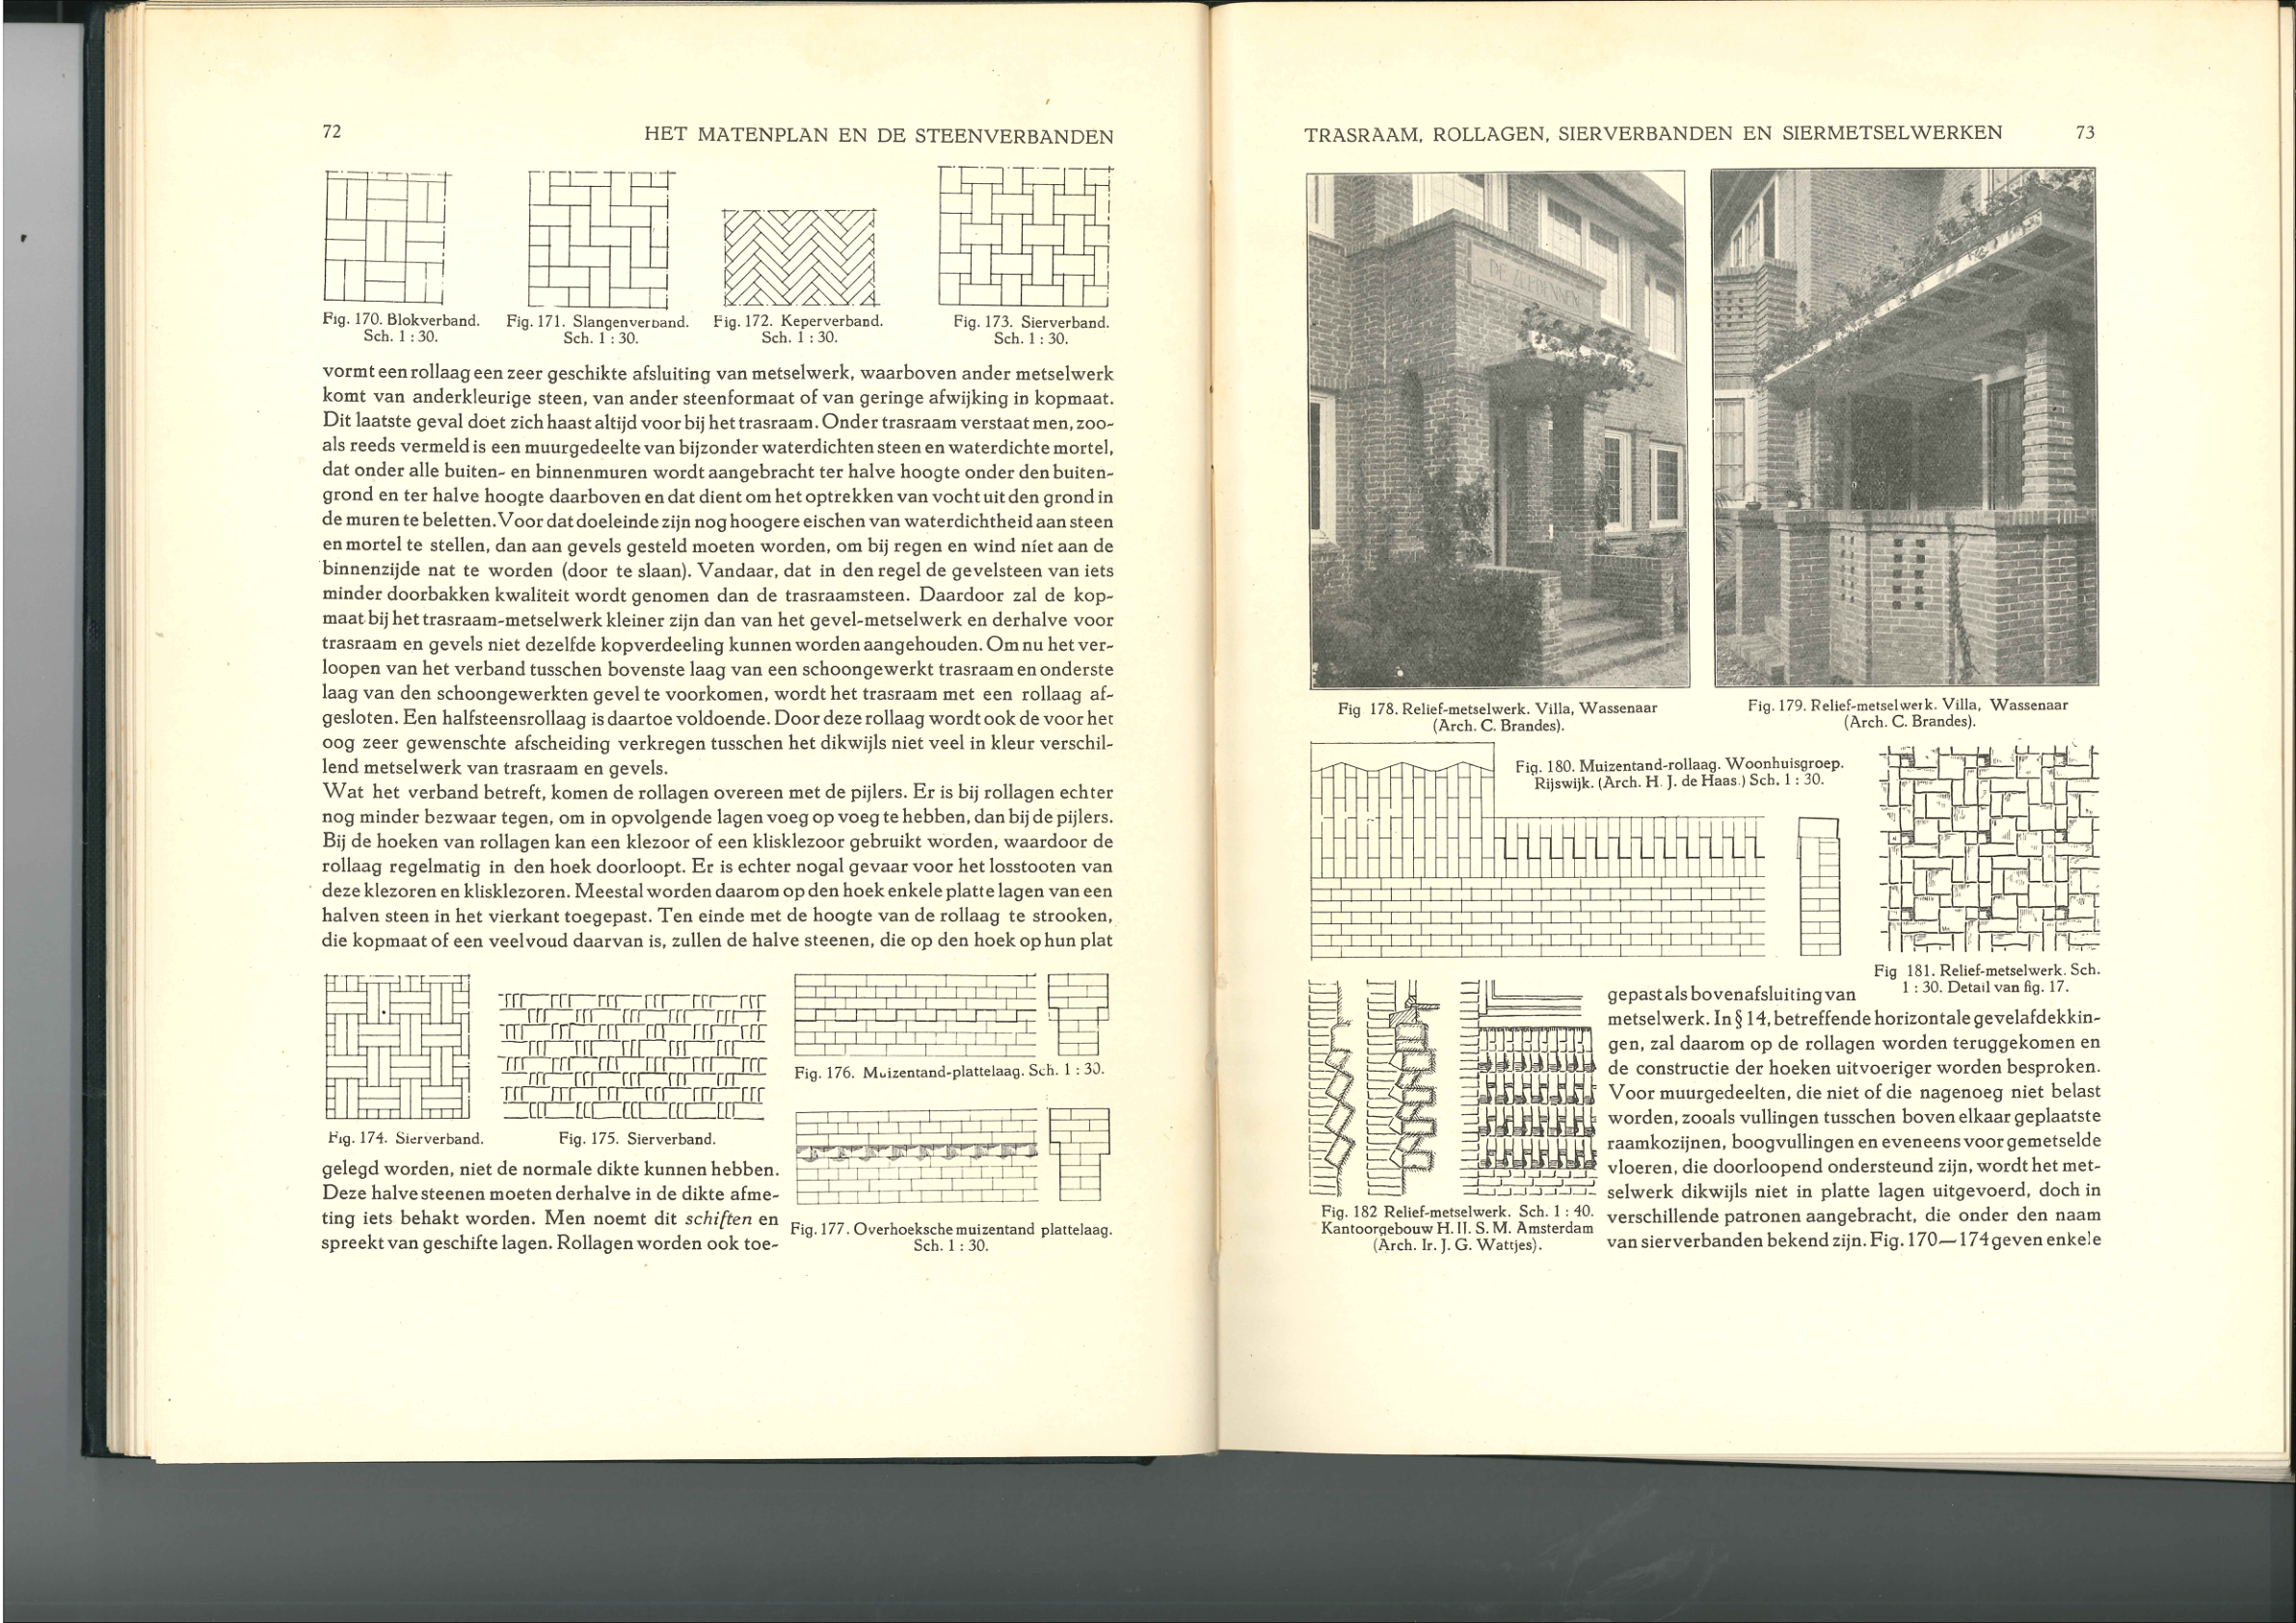 72
HET MATENPLAN EN DE STEENVERBANDEN
Fig. 170. Blokverband.
Sch. 1 : 30.
Fig. 171. Slangenverband.
Sch. 1 : 30.
Fig. 172. Keperverband.
Sch. 1 : 30.
Fig. 173. Sierverband.
Sch. 1 : 30.
vormt een rollaag een zeer geschikte afsluiting van metselwerk, waarboven ander metselwerk
komt van anderkleurige steen, van ander steenformaat of van geringe afwijking in kopmaat.
Dit laatste geval doet zich haast altijd voor bij het trasraam. Onder trasraam verstaat men, zoo-
als reeds vermeld is een muurgedeelte van bijzonder waterdichten steen en waterdichte mortel,
dat onder alle buiten- en binnenmuren wordt aangebracht ter halve hoogte onder den buiten-
grond en ter halve hoogte daarboven en dat dient om het optrekken van vocht uit den grond in
de muren te beletten. Voor dat doeleinde zijn nog hoogere eischen van waterdichtheid aan steen
en mortel te stellen, dan aan gevels gesteld moeten worden, om bij regen en wind niet aan de
binnenzijde nat te worden (door te slaan). Vandaar, dat in den regel de gevelsteen van iets
minder doorbakken kwaliteit wordt genomen dan de trasraamsteen. Daardoor zal de kop-
maat bij het trasraam-metselwerk kleiner zijn dan van het gevel-metselwerk en derhalve voor
trasraam en gevels niet dezelfde kopverdeeling kunnen worden aangehouden. Om nu het ver-
loopen van het verband tusschen bovenste laag van een schoongewerkt trasraam en onderste
laag van den schoongewerkten gevel te voorkomen, wordt het trasraam met een rollaag af-
gesloten. Een halfsteensrollaag is daartoe voldoende. Door deze rollaag wordt ook de voor het
oog zeer gewenschte afscheiding verkregen tusschen het dikwijls niet veel in kleur verschil-
lend metselwerk van trasraam en gevels.
Wat het verband betreft, komen de rollagen overeen met de pijlers. Er is bij rollagen echter
nog minder bezwaar tegen, om in opvolgende lagen voeg op voeg te hebben, dan bij de pijlers.
Bij de hoeken van rollagen kan een klezoor of een klisklezoor gebruikt worden, waardoor de
rollaag regelmatig in den hoek doorloopt. Er is echter nogal gevaar voor het losstooten van
deze klezoren en klisklezoren. Meestal worden daarom op den hoek enkele platte lagen van een
halven steen in het vierkant toegepast. Ten einde met de hoogte van de rollaag te strooken,
die kopmaat of een veelvoud daarvan is, zullen de halve steenen, die op den hoek op hun plat
Fig. 174. Sierverband.
Fig. 175. Sierverband.
Fig. 176. Muizentand-plattelaag. Sch. 1 : 30.
Fig. 177. Overhoeksche muizentand plattelaag.
Sch. 1 : 30.
gelegd worden, niet de normale dikte kunnen hebben.
Deze halve steenen moeten derhalve in de dikte afme-
ting iets behakt worden. Men noemt dit schiften en
spreekt van geschifte lagen. Rollagen worden ook toe-
TRASRAAM, ROLLAGEN, SIERVERBANDEN EN SIERMETSELWERKEN
73
Fig 178. Relief-metselwerk. Villa, Wassenaar
(Arch. C. Brandes).
Fig. 179. Relief-metselwerk. Villa, Wassenaar
(Arch. C. Brandes).
Fig. 180. Muizentand-rollaag. Woonhuisgroep.
Rijswijk. (Arch. H. J. de Haas.) Sch. 1 : 30.
Fig 181. Relief-metselwerk. Sch.
1 : 30. Detail van fig. 17.
Fig. 182 Relief-metselwerk. Sch. 1 : 40.
Kantoorgebouw H. IJ. S. M. Amsterdam
(Arch. Ir. J. G. Wattjes).
gepast als bovenafsluiting van
metselwerk. In § 14, betreffende horizontale gevelafdekkin-
gen, zal daarom op de rollagen worden teruggekomen en
de constructie der hoeken uitvoeriger worden besproken.
Voor muurgedeelten, die niet of die nagenoeg niet belast
worden, zooals vullingen tusschen boven elkaar geplaatste
raamkozijnen, boogvullingen en eveneens voor gemetselde
vloeren, die doorloopend ondersteund zijn, wordt het met-
selwerk dikwijls niet in platte lagen uitgevoerd, doch in
verschillende patronen aangebracht, die onder den naam
van sierverbanden bekend zijn. Fig. 170—174 geven enkele